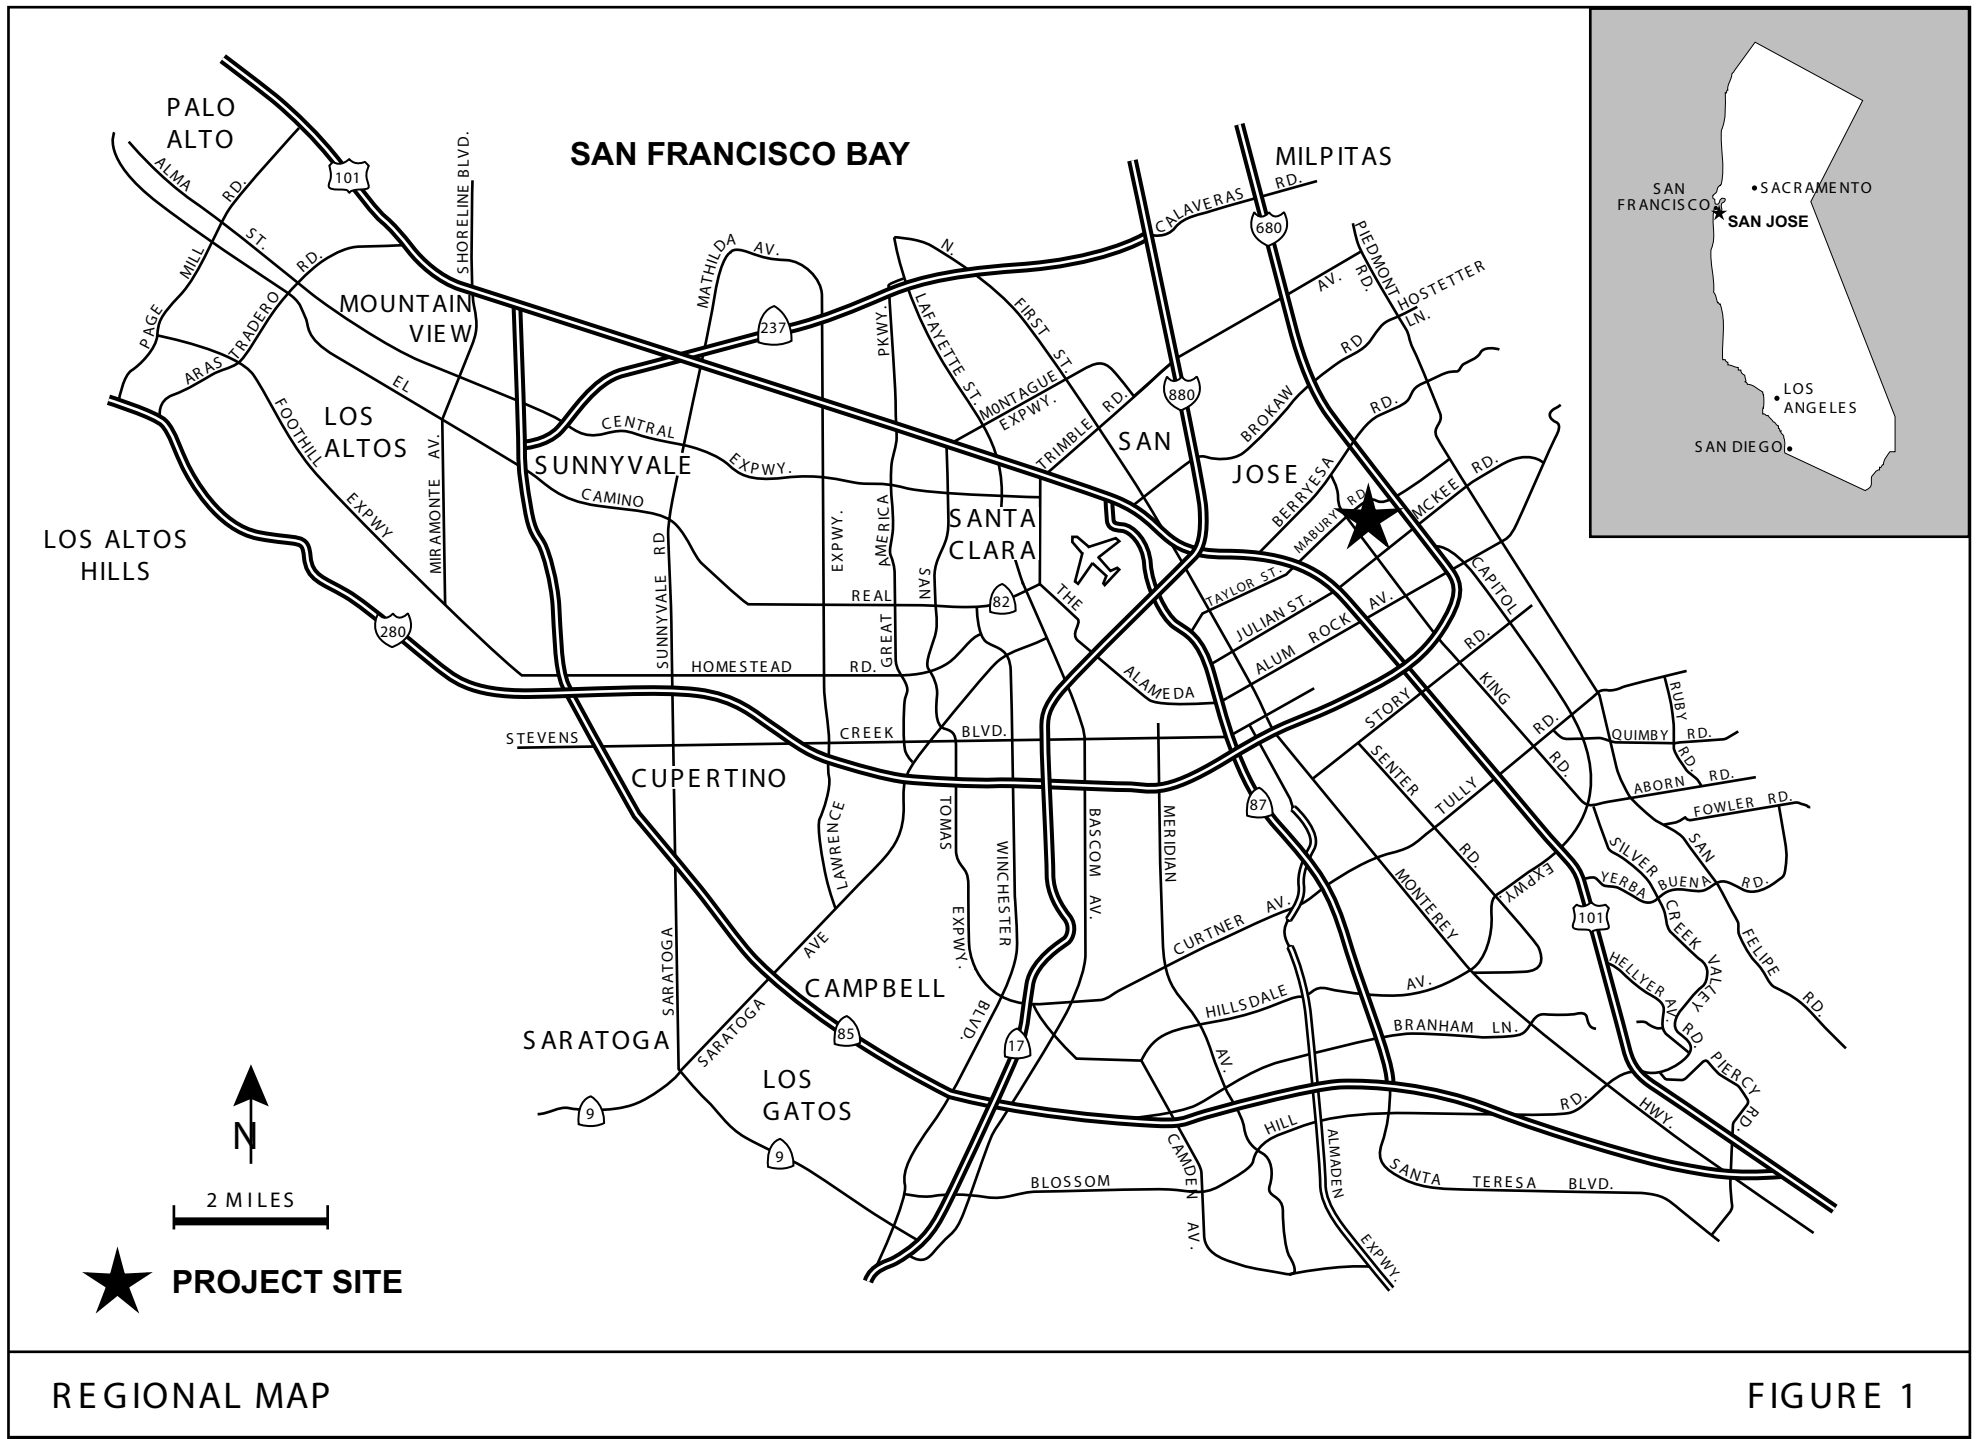 PALO
ALTO
SAN FRANCISCO BAY
MILPITAS
101
680
ALMA
ST.
PAGE
MILL
RD.
ARAS TRADERO
RD.
SHORELINE BLVD.
MOUNTAIN
VIEW
MATHILDA
AV.
237
CALAVERAS
RD.
N.
FIRST
ST.
LAFAYETTE ST.
PIEDMONT
RD.
HOSTETTER
LN.
AV.
RD
880
MONTAGUE
EXPWY.
TRIMBLE
RD.
BROKAW
BERRYESA
RD.
EL
CAMINO
REAL
CENTRAL
EXPWY.
LOS
ALTOS
FOOTHILL
EXPWY
MIRAMONTE
AV.
SUNNYVALE
SAN
JOSE
SANTA
CLARA
MABURY
RD.
MCKEE
RD.
LOS ALTOS
HILLS
280
SUNNYVALE
RD
SARATOGA
EXPWY.
LAWRENCE
GREAT
AMERICA
PKWY.
SAN
TOMAS
EXPWY.
82
THE
ALAMEDA
TAYLOR ST.
JULIAN ST.
ALUM
ROCK
AV.
CAPITOL
EXPWY.
HOMESTEAD
RD.
STORY
RD.
KING
RD.
STEVENS
CREEK
BLVD.
CUPERTINO
WINCHESTER
BLVD.
BASCOM
AV.
MERIDIAN
AV.
87
SENTER
RD.
TULLY
RD.
RUBY
RD.
QUIMBY
RD.
ABORN
RD.
FOWLER
RD.
MONTEREY
HWY.
SILVER
CREEK
VALLEY
RD.
YERBA
BUENA
RD.
SAN
FELIPE
RD.
101
CURTNER
AV.
SARATOGA
AVE
CAMPBELL
85
SARATOGA
HILLSDALE
AV.
BRANHAM
LN.
HELLYER
AV.
PIERCY
RD.
17
LOS
GATOS
9
9
BLOSSOM
HILL
RD.
CAMDEN
AV.
ALMADEN
EXPWY.
SANTA
TERESA
BLVD.
SAN
FRANCISCO
SACRAMENTO
SAN JOSE
LOS
ANGELES
SAN DIEGO
N
2 MILES
PROJECT SITE
REGIONAL MAP
FIGURE 1